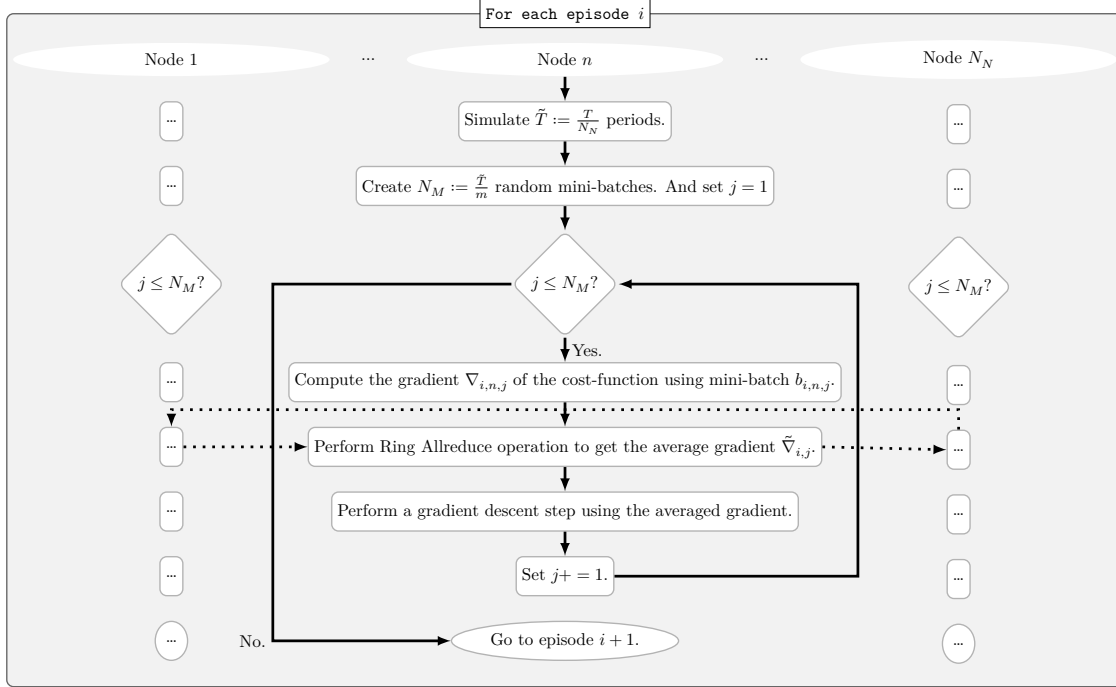 For each episode i
Node 1 ... Node n ... Node N_N
... Simulate T̃ := T/N_N periods. ...
... Create N_M := T̃/m random mini-batches. And set j = 1 ...
j ≤ N_M? j ≤ N_M? j ≤ N_M?
Yes.
... Compute the gradient ∇_{i,n,j} of the cost-function using mini-batch b_{i,n,j}. ...
... Perform Ring Allreduce operation to get the average gradient ∇̃_{i,j}. ...
... Perform a gradient descent step using the averaged gradient. ...
... Set j+ = 1. ...
... No. Go to episode i + 1. ...